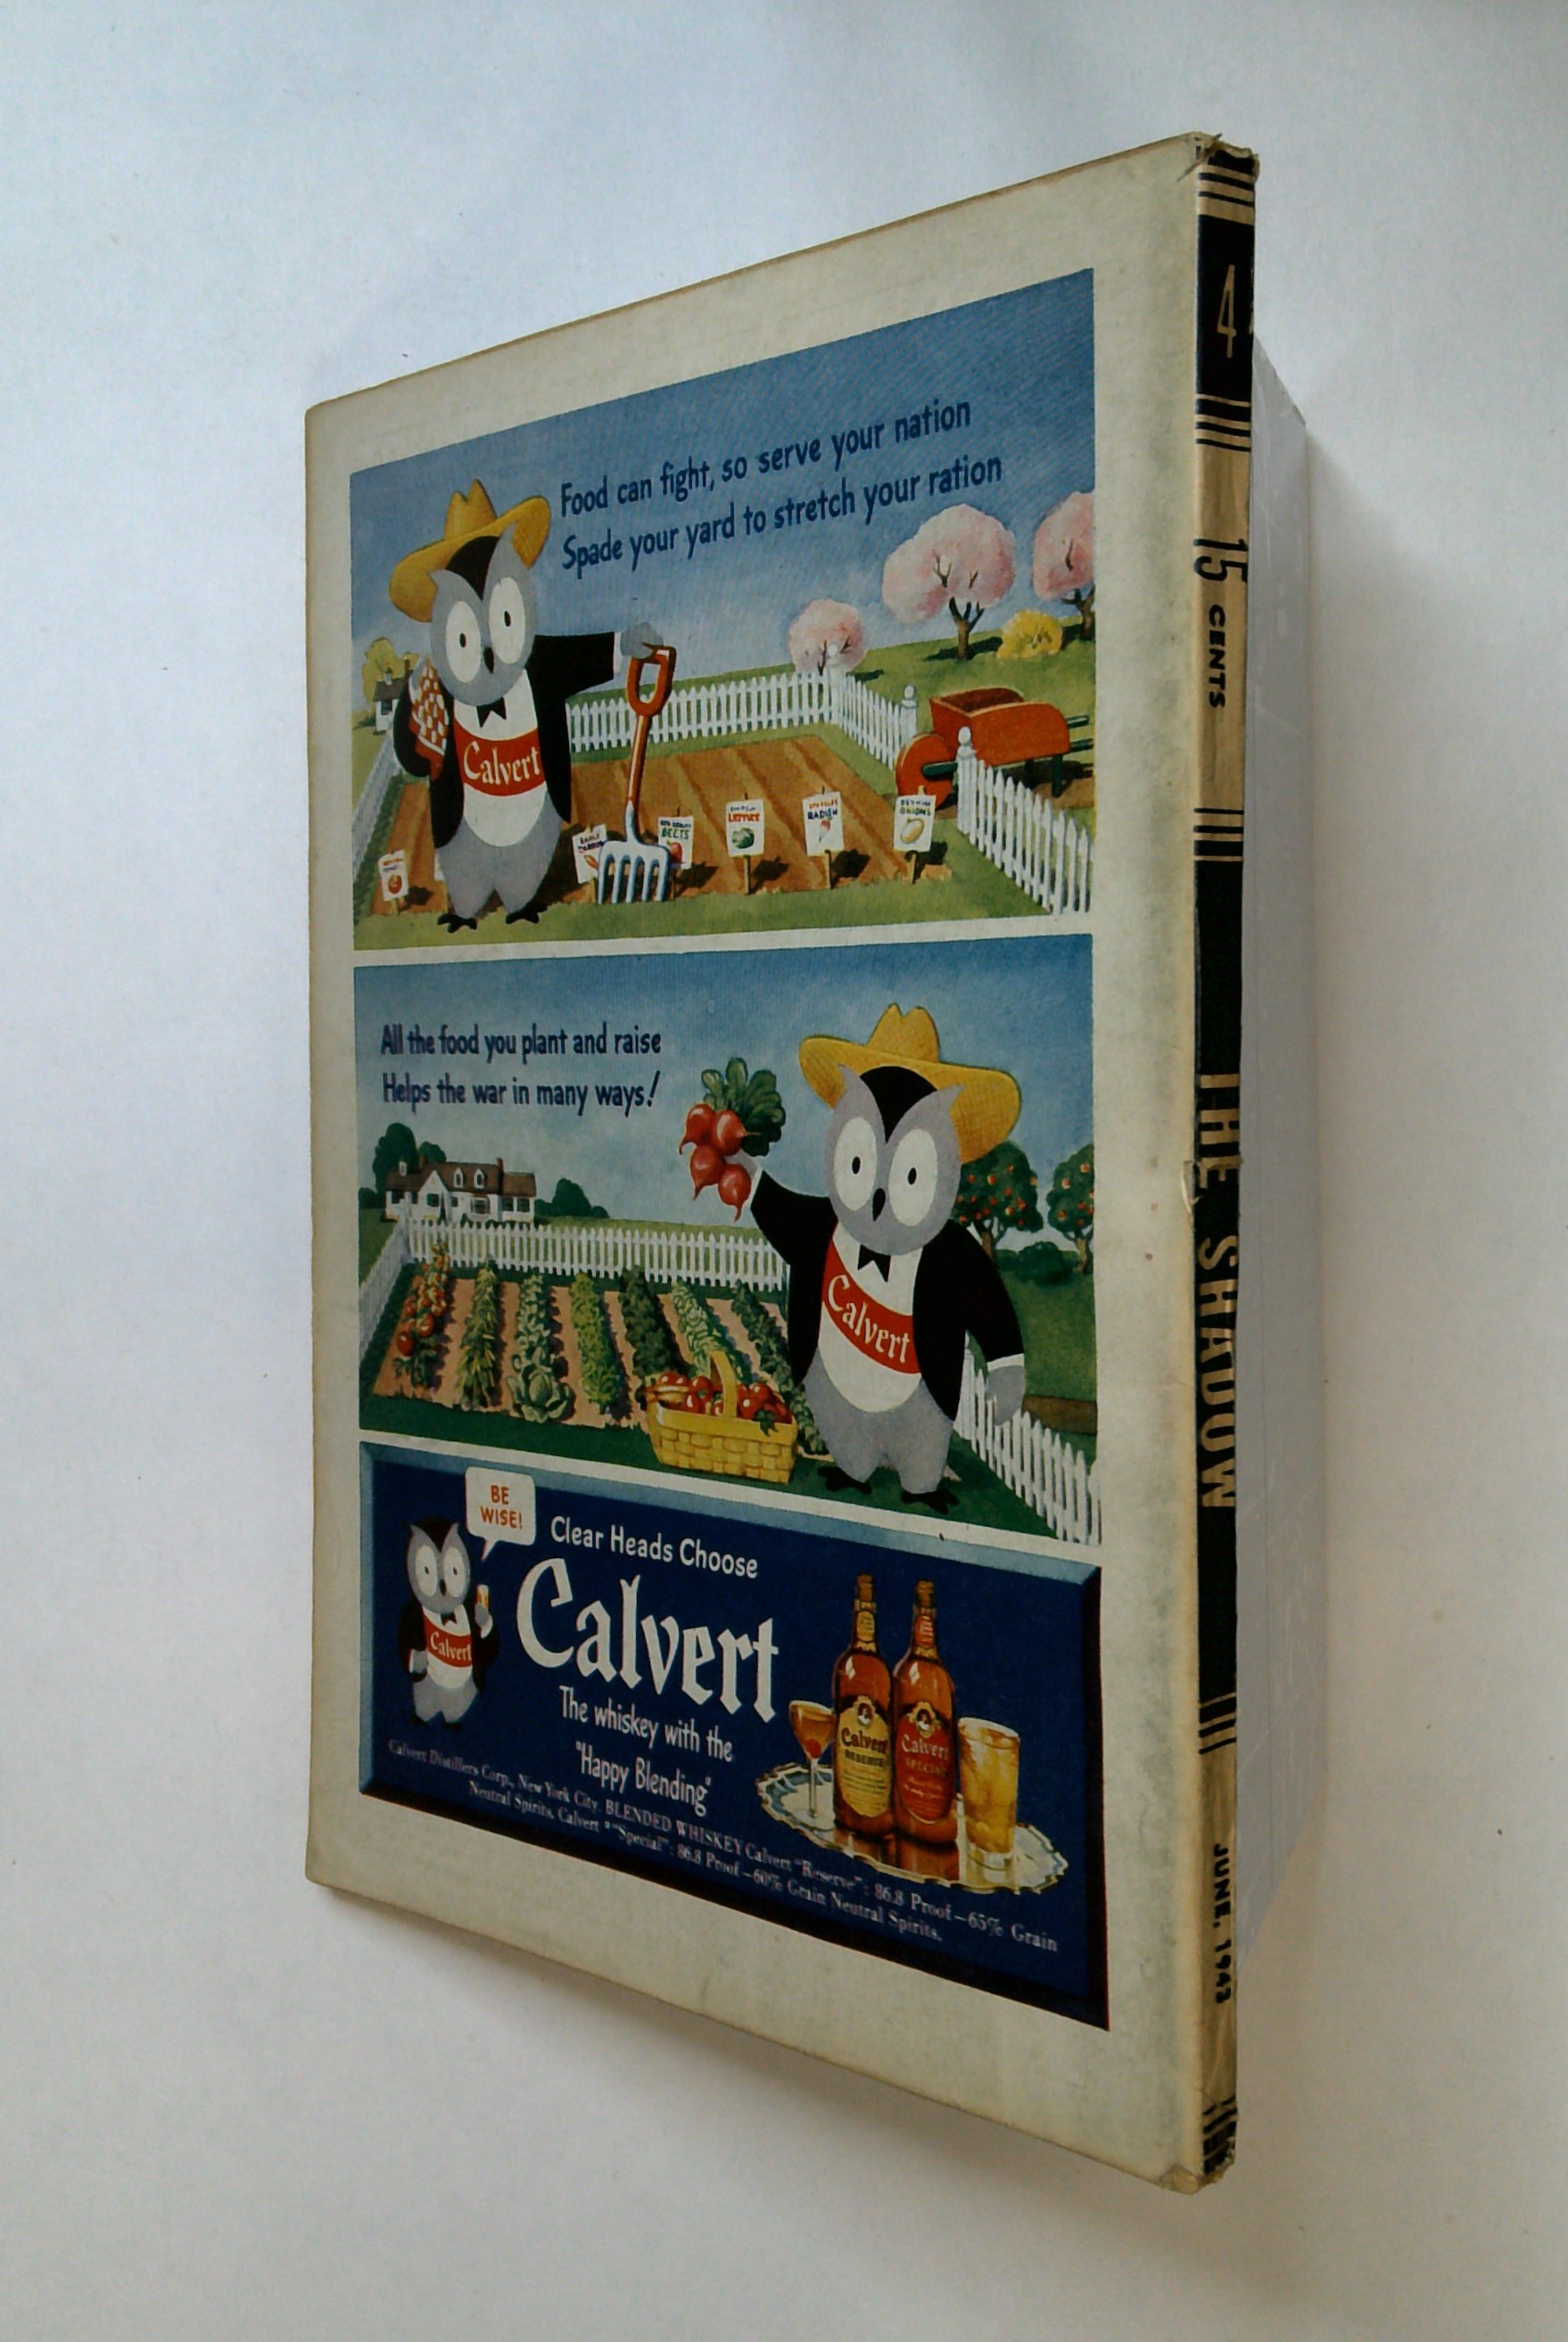 Food can fight, so serve your nation
Spade your yard to stretch your ration
Calvert
BEETS
LETTUCE
RADISH
ONIONS
All the food you plant and raise
Helps the war in many ways!
Calvert
BE
WISE!
Clear Heads Choose
Calvert
Calvert
The whiskey with the
"Happy Blending"
Calvert
RESERVE
Calvert
SPECIAL
Calvert Distillers Corp., New York City. BLENDED WHISKEY Calvert "Reserve": 86.8 Proof—65% Grain
Neutral Spirits. Calvert "Special": 86.8 Proof—60% Grain Neutral Spirits.
4
15 CENTS
THE SHADOW
JUNE, 1943